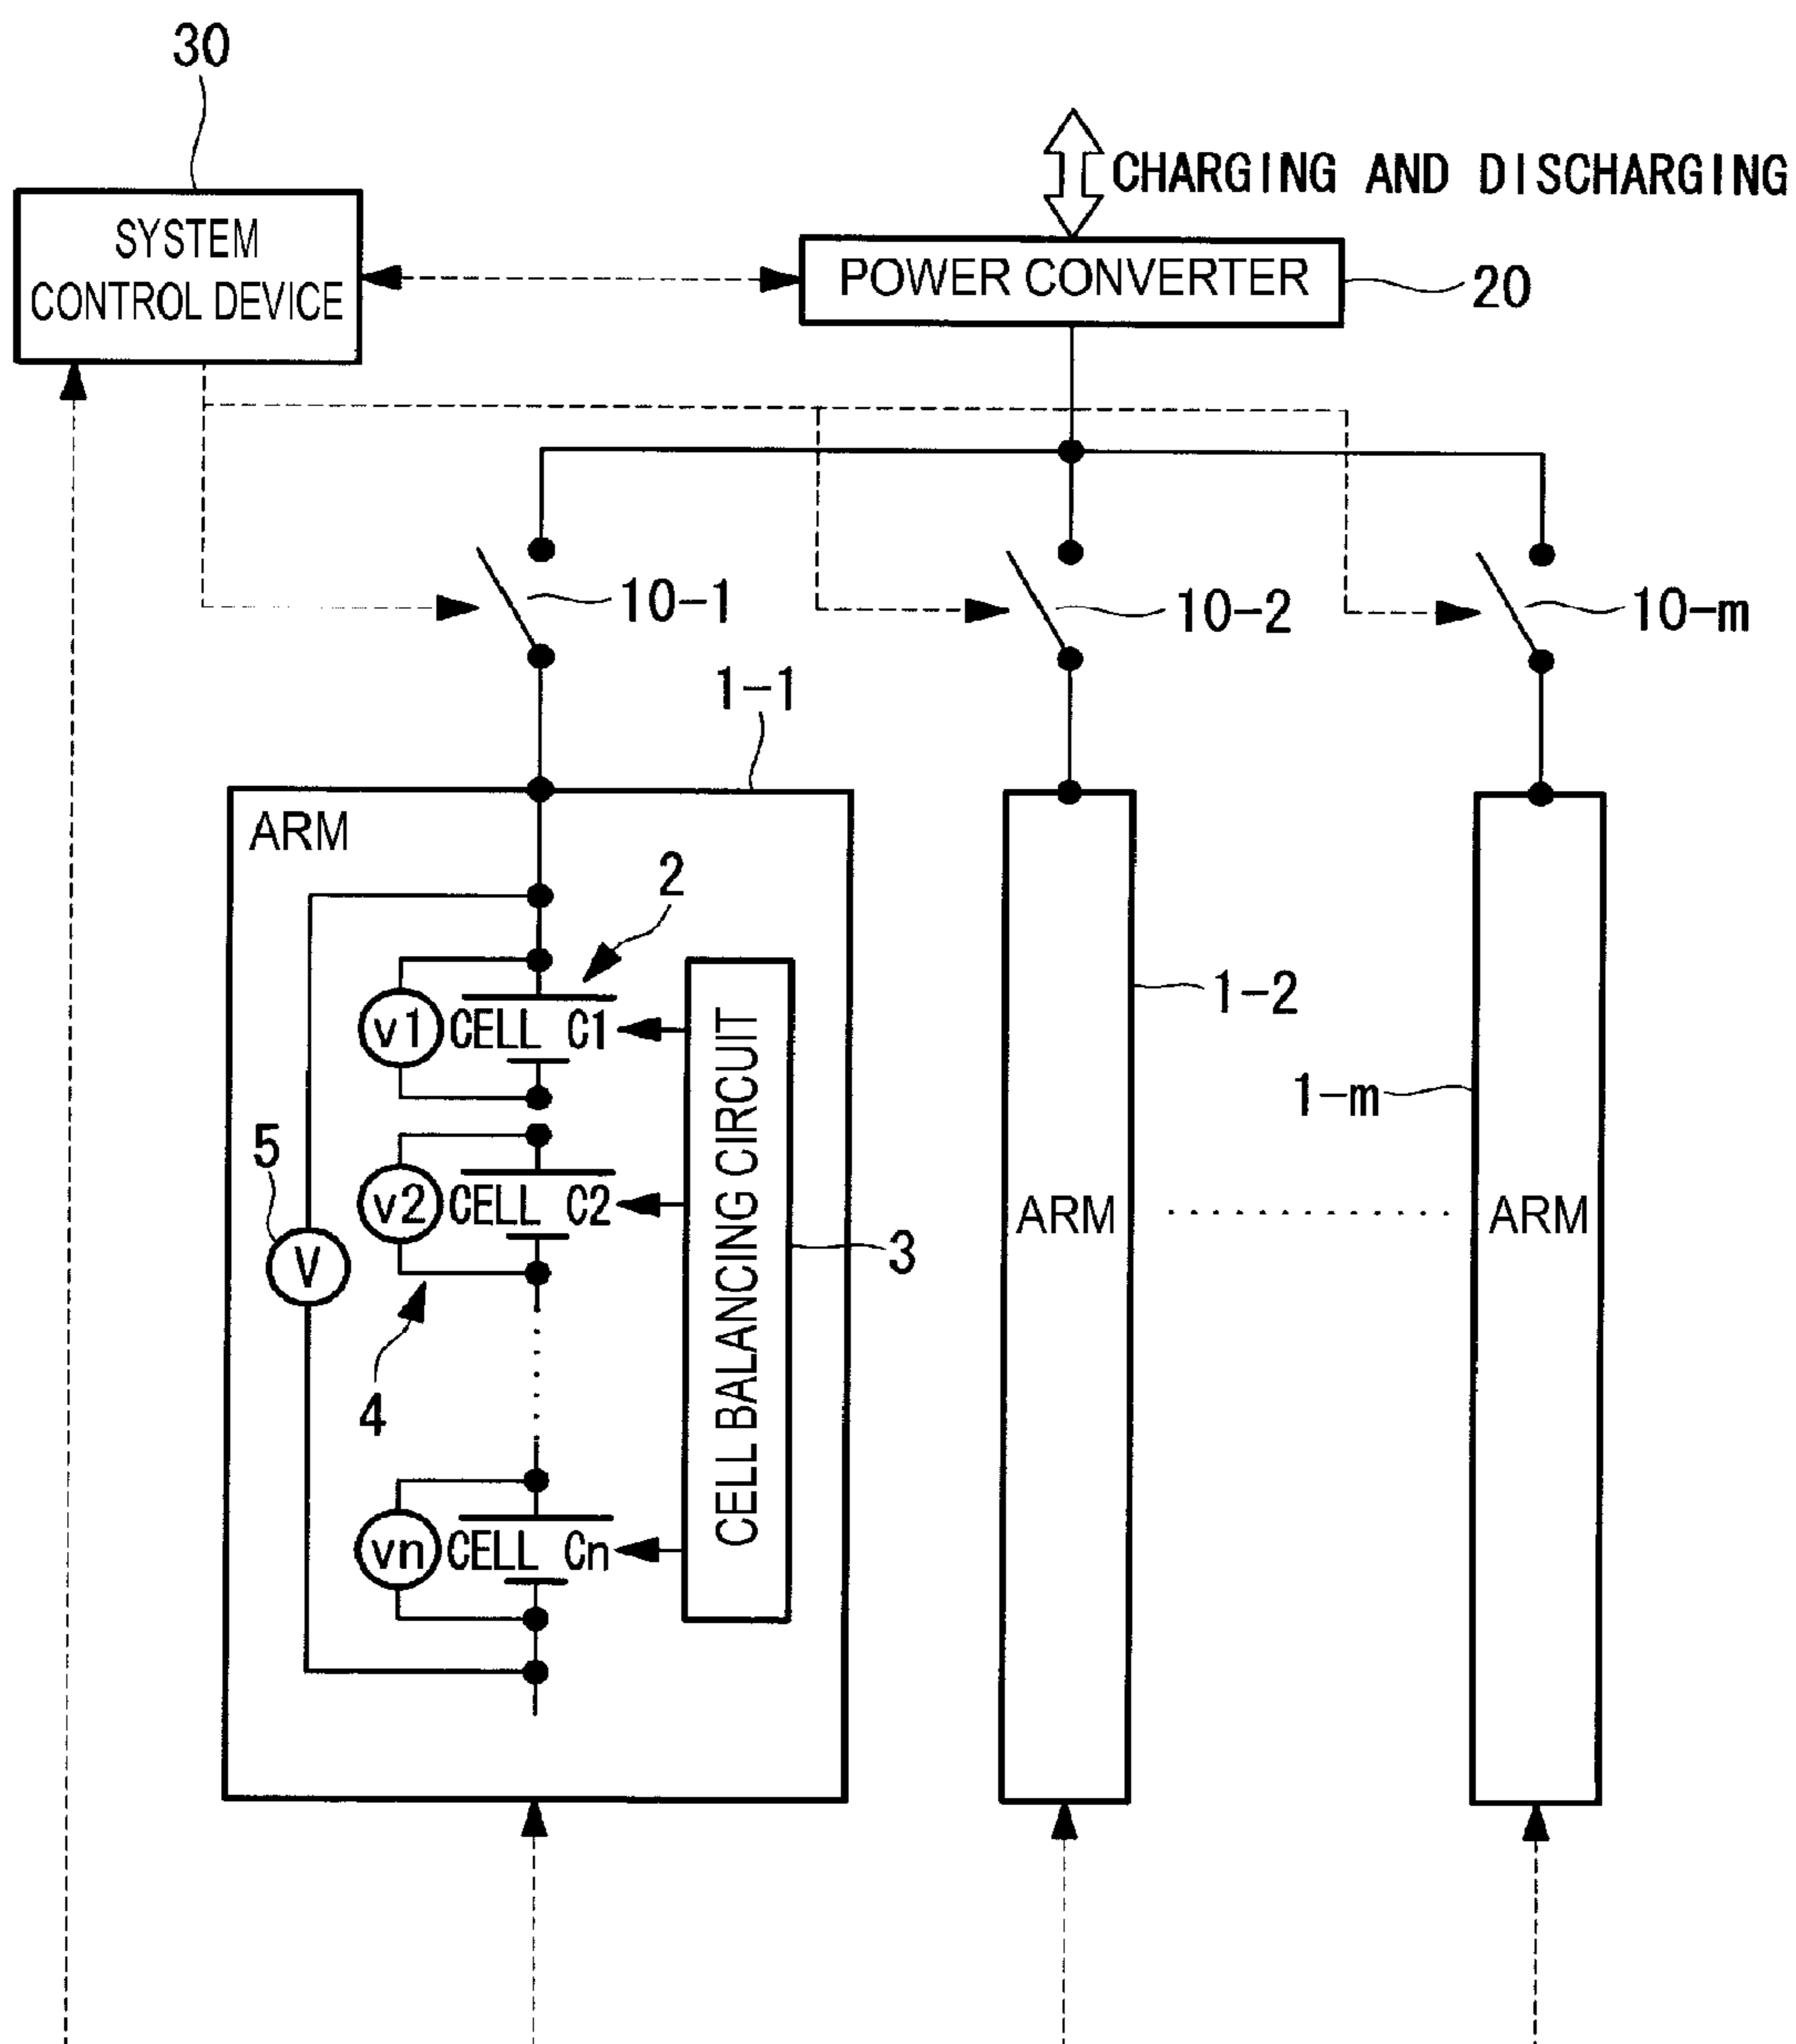 30
CHARGING AND DISCHARGING
SYSTEM
CONTROL DEVICE
POWER CONVERTER
20
10-1
10-2
10-m
1-1
ARM
2
v1
CELL C1
1-2
1-m
5
v2
CELL C2
ARM
ARM
3
V
CELL BALANCING CIRCUIT
4
vn
CELL Cn